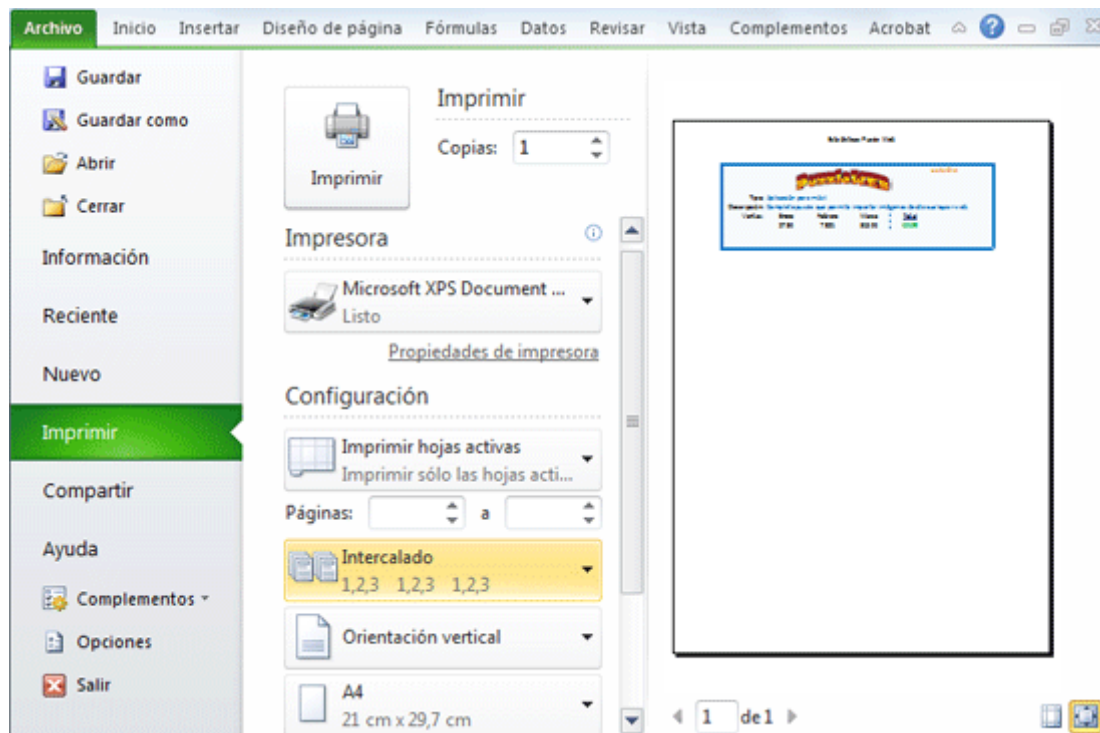 Archivo Inicio Insertar Diseño de página Fórmulas Datos Revisar Vista Complementos Acrobat
Guardar
Guardar como
Abrir
Cerrar
Información
Reciente
Nuevo
Imprimir
Compartir
Ayuda
Complementos
Opciones
Salir
Imprimir
Imprimir
Copias: 1
Impresora
Microsoft XPS Document ...
Listo
Propiedades de impresora
Configuración
Imprimir hojas activas
Imprimir sólo las hojas acti...
Páginas: a
Intercalado
1,2,3 1,2,3 1,2,3
Orientación vertical
A4
21 cm x 29,7 cm
1 de 1